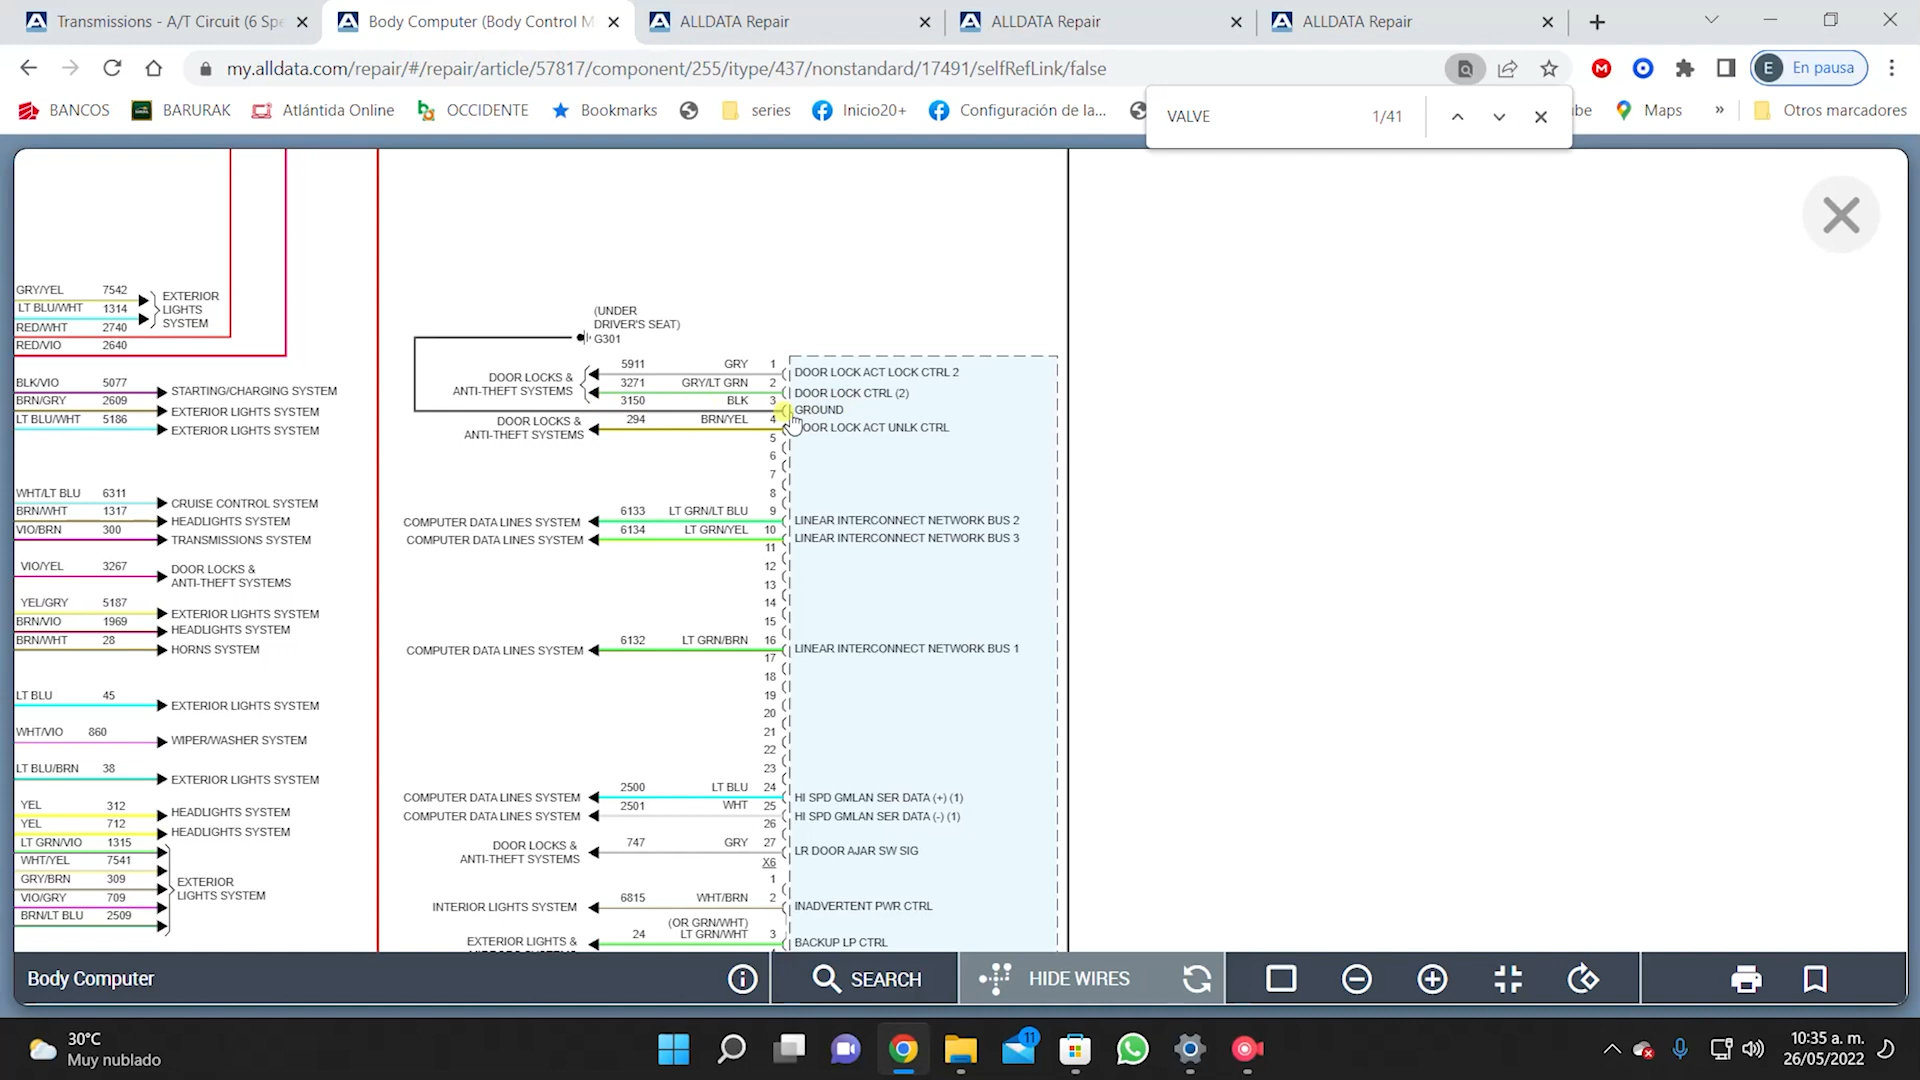 Transmissions - A/T Circuit (6 Spe
Body Computer (Body Control M
ALLDATA Repair
ALLDATA Repair
ALLDATA Repair
my.alldata.com/repair/#/repair/article/57817/component/255/itype/437/nonstandard/17491/selfRefLink/false
E En pausa
BANCOS
BARURAK
Atlántida Online
OCCIDENTE
Bookmarks
series
Inicio20+
Configuración de la...
be
Maps
»
Otros marcadores
VALVE 1/41
GRY/YEL 7542
LT BLU/WHT 1314
RED/WHT 2740
RED/VIO 2640
EXTERIOR
LIGHTS
SYSTEM
BLK/VIO 5077 STARTING/CHARGING SYSTEM
BRN/GRY 2609 EXTERIOR LIGHTS SYSTEM
LT BLU/WHT 5186 EXTERIOR LIGHTS SYSTEM
WHT/LT BLU 6311 CRUISE CONTROL SYSTEM
BRN/WHT 1317 HEADLIGHTS SYSTEM
VIO/BRN 300 TRANSMISSIONS SYSTEM
VIO/YEL 3267 DOOR LOCKS &
ANTI-THEFT SYSTEMS
YEL/GRY 5187 EXTERIOR LIGHTS SYSTEM
BRN/VIO 1969 HEADLIGHTS SYSTEM
BRN/WHT 28 HORNS SYSTEM
LT BLU 45 EXTERIOR LIGHTS SYSTEM
WHT/VIO 860 WIPER/WASHER SYSTEM
LT BLU/BRN 38 EXTERIOR LIGHTS SYSTEM
YEL 312 HEADLIGHTS SYSTEM
YEL 712 HEADLIGHTS SYSTEM
LT GRN/VIO 1315
WHT/YEL 7541
GRY/BRN 309
VIO/GRY 709
BRN/LT BLU 2509
EXTERIOR
LIGHTS SYSTEM
(UNDER
DRIVER'S SEAT)
G301
DOOR LOCKS &
ANTI-THEFT SYSTEMS
5911 GRY 1 DOOR LOCK ACT LOCK CTRL 2
3271 GRY/LT GRN 2 DOOR LOCK CTRL (2)
3150 BLK 3 GROUND
DOOR LOCKS &
ANTI-THEFT SYSTEMS
294 BRN/YEL 4 OOR LOCK ACT UNLK CTRL
5
6
7
8
COMPUTER DATA LINES SYSTEM 6133 LT GRN/LT BLU 9 LINEAR INTERCONNECT NETWORK BUS 2
COMPUTER DATA LINES SYSTEM 6134 LT GRN/YEL 10 LINEAR INTERCONNECT NETWORK BUS 3
11
12
13
14
15
COMPUTER DATA LINES SYSTEM 6132 LT GRN/BRN 16 LINEAR INTERCONNECT NETWORK BUS 1
17
18
19
20
21
22
23
COMPUTER DATA LINES SYSTEM 2500 LT BLU 24 HI SPD GMLAN SER DATA (+) (1)
COMPUTER DATA LINES SYSTEM 2501 WHT 25 HI SPD GMLAN SER DATA (-) (1)
26
DOOR LOCKS &
ANTI-THEFT SYSTEMS
747 GRY 27 LR DOOR AJAR SW SIG
X6
1
INTERIOR LIGHTS SYSTEM 6815 WHT/BRN 2 INADVERTENT PWR CTRL
(OR GRN/WHT)
EXTERIOR LIGHTS & 24 LT GRN/WHT 3 BACKUP LP CTRL
Body Computer
SEARCH
HIDE WIRES
30°C
Muy nublado
11
10:35 a. m.
26/05/2022